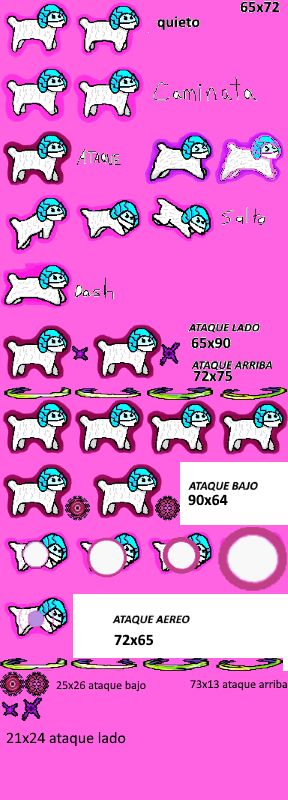 65x72
quieto
Caminata
ATAQUE
Salto
Dash
ATAQUE LADO
65x90
ATAQUE ARRIBA
72x75
ATAQUE BAJO
90x64
ATAQUE AEREO
72x65
25x26 ataque bajo
73x13 ataque arriba
21x24 ataque lado